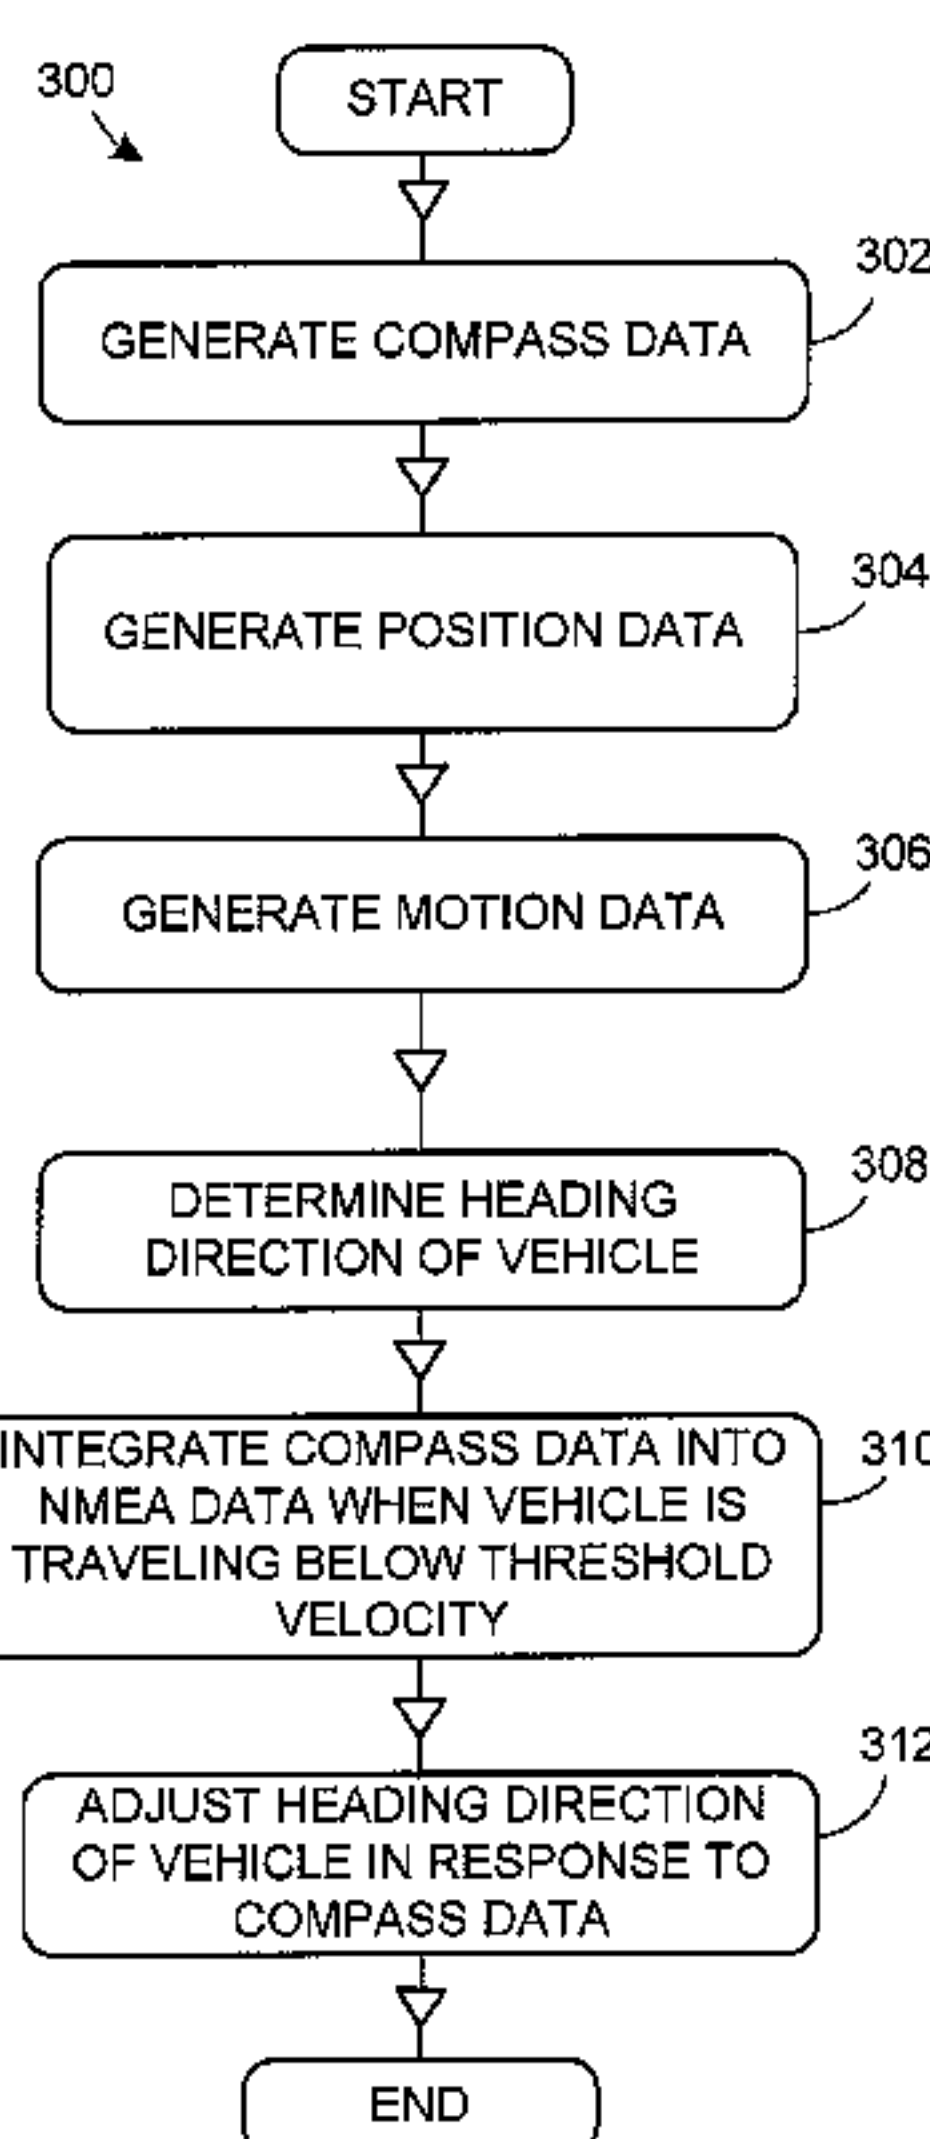 300
START
302
GENERATE COMPASS DATA
304
GENERATE POSITION DATA
306
GENERATE MOTION DATA
308
DETERMINE HEADING
DIRECTION OF VEHICLE
310
INTEGRATE COMPASS DATA INTO
NMEA DATA WHEN VEHICLE IS
TRAVELING BELOW THRESHOLD
VELOCITY
312
ADJUST HEADING DIRECTION
OF VEHICLE IN RESPONSE TO
COMPASS DATA
END